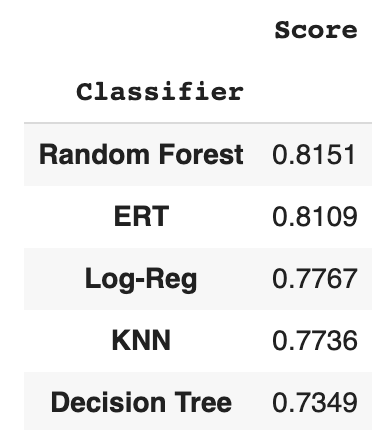 Score
Classifier
Random Forest 0.8151
ERT 0.8109
Log-Reg 0.7767
KNN 0.7736
Decision Tree 0.7349